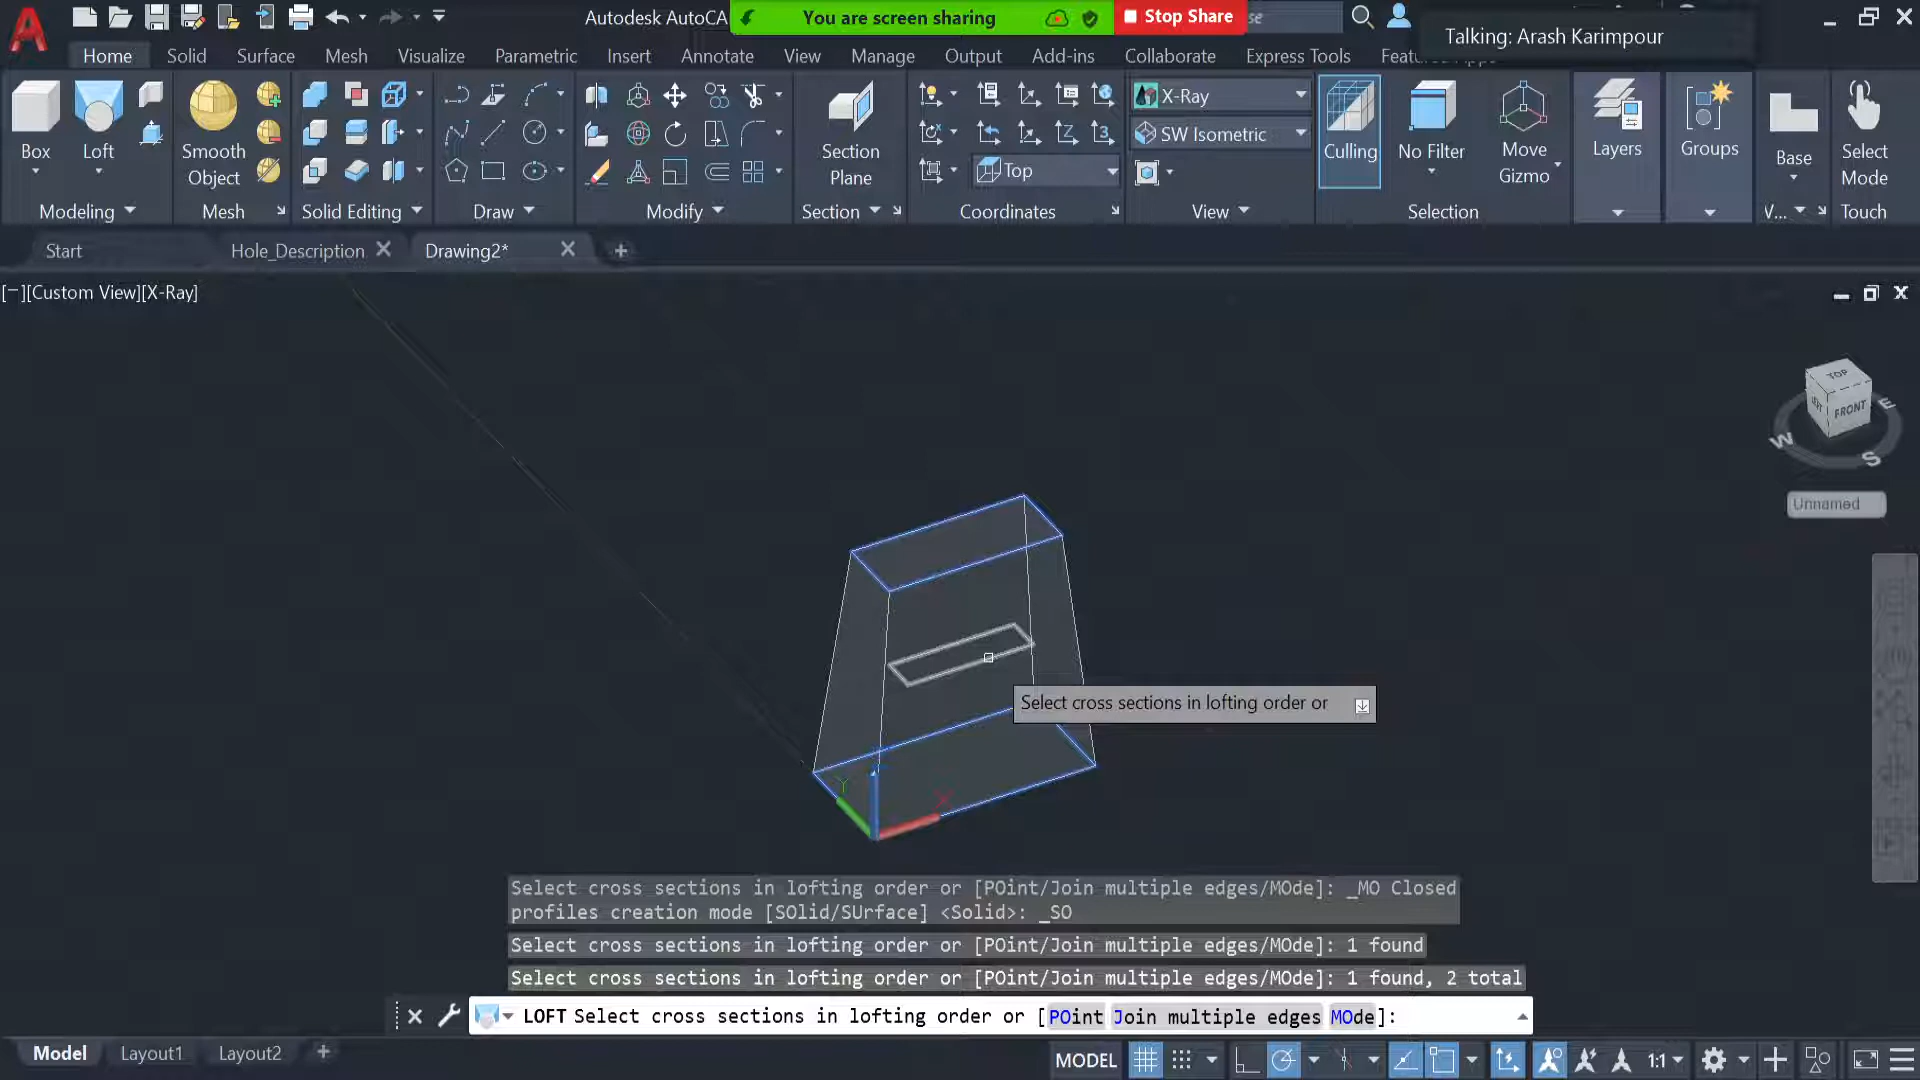 Autodesk AutoCA
You are screen sharing
Stop Share
se
Talking: Arash Karimpour
Home
Solid
Surface
Mesh
Visualize
Parametric
Insert
Annotate
View
Add-ins
Manage
Output
Collaborate
Express Tools
Box
Loft
Smooth
Object
Section
Plane
X-Ray
SW Isometric
Top
Culling
No Filter
Move
Gizmo
Layers
Groups
Base
Select
Mode
Modeling
Mesh
Solid Editing
Draw
Modify
Section
Coordinates
View
Selection
V...
Touch
Start
Hole_Description
Drawing2*
[−][Custom View][X-Ray]
TOP
FRONT
E
W
S
Unnamed
Select cross sections in lofting order or
Y
X
Select cross sections in lofting order or [POint/Join multiple edges/MOde]: _MO Closed
profiles creation mode [SOlid/SUrface] <Solid>: _SO
Select cross sections in lofting order or [POint/Join multiple edges/MOde]: 1 found
Select cross sections in lofting order or [POint/Join multiple edges/MOde]: 1 found, 2 total
LOFT Select cross sections in lofting order or [POint Join multiple edges MOde]:
Model
Layout1
Layout2
MODEL
1:1